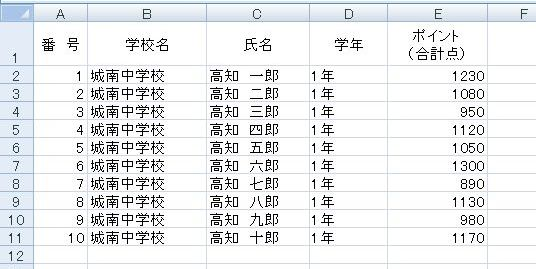 A B C D E F
1 番 号 学校名 氏名 学年 ポイント
（合計点）
2 1 城南中学校 高知 一郎 1年 1230
3 2 城南中学校 高知 二郎 1年 1080
4 3 城南中学校 高知 三郎 1年 950
5 4 城南中学校 高知 四郎 1年 1120
6 5 城南中学校 高知 五郎 1年 1050
7 6 城南中学校 高知 六郎 1年 1300
8 7 城南中学校 高知 七郎 1年 890
9 8 城南中学校 高知 八郎 1年 1130
10 9 城南中学校 高知 九郎 1年 980
11 10 城南中学校 高知 十郎 1年 1170
12